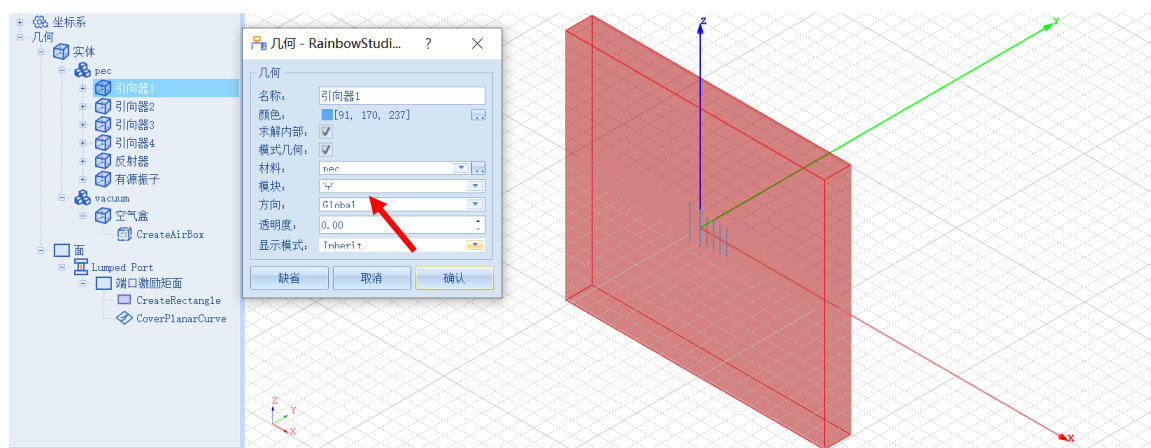 坐标系
几何
实体
pec
引向器1
引向器2
引向器3
引向器4
反射器
有源振子
vacuum
空气盒
CreateAirBox
面
Lumped Port
端口激励矩面
CreateRectangle
CoverPlanarCurve
几何 - RainbowStudi... ? ×
几何
名称: 引向器1
颜色: [91, 170, 237] ...
求解内部:
模式几何:
材料: pec ...
模块:
方向: Global
透明度: 0.00
显示模式: Inherit
缺省 取消 确认
Z
Y
X
Z
Y
X